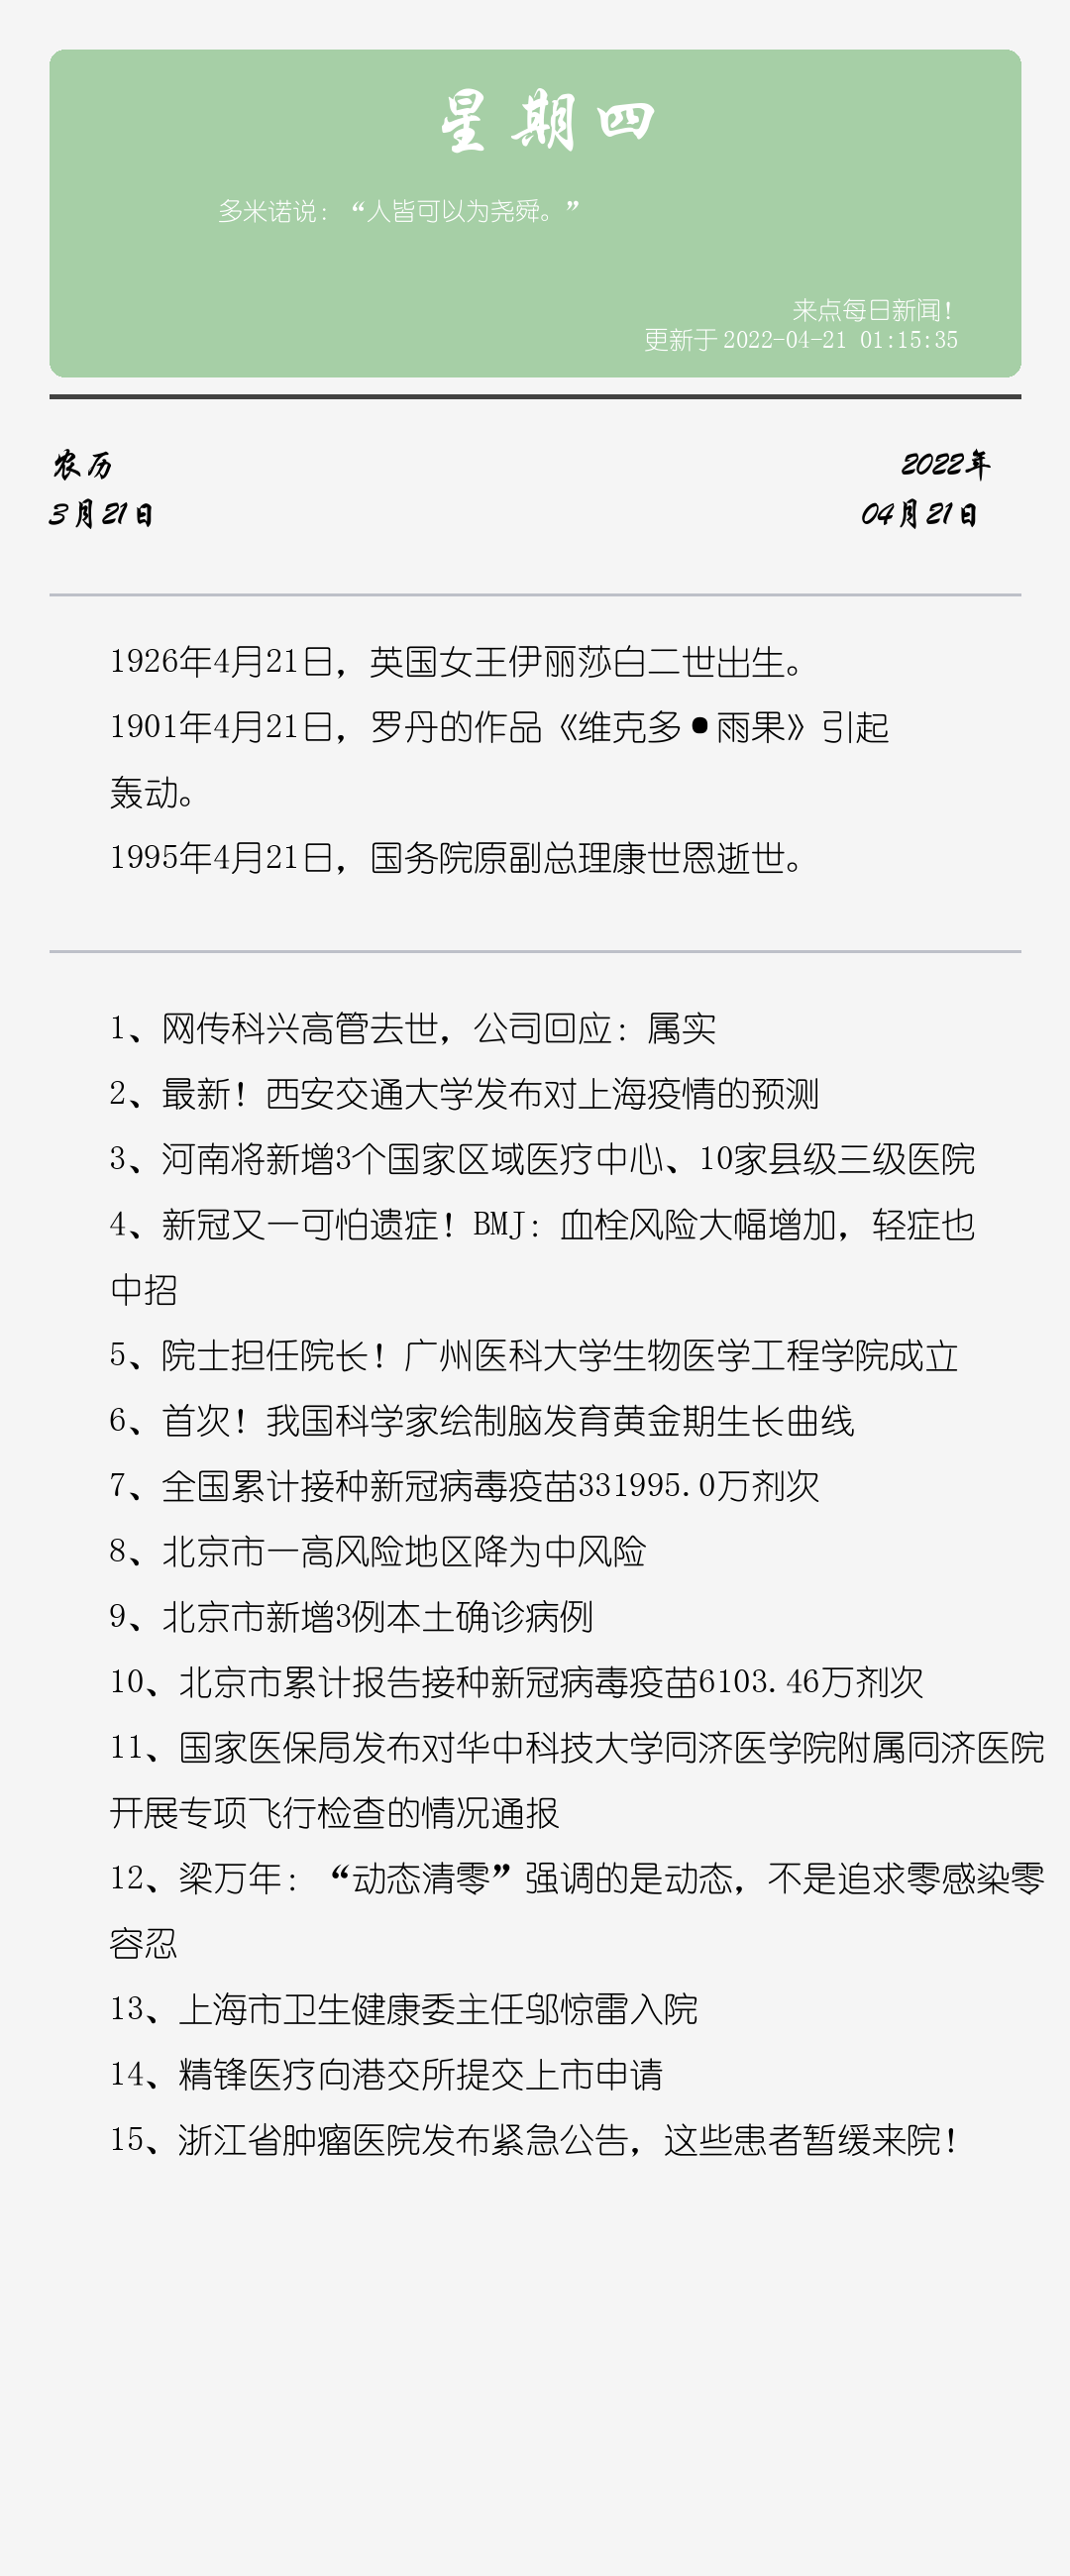 星期四
多米诺说：“人皆可以为尧舜。”
来点每日新闻！
更新于 2022-04-21 01:15:35
农历
2022年
3月21日
04月21日
1926年4月21日，英国女王伊丽莎白二世出生。
1901年4月21日，罗丹的作品《维克多•雨果》引起
轰动。
1995年4月21日，国务院原副总理康世恩逝世。
1、网传科兴高管去世，公司回应：属实
2、最新！西安交通大学发布对上海疫情的预测
3、河南将新增3个国家区域医疗中心、10家县级三级医院
4、新冠又一可怕遗症！BMJ：血栓风险大幅增加，轻症也
中招
5、院士担任院长！广州医科大学生物医学工程学院成立
6、首次！我国科学家绘制脑发育黄金期生长曲线
7、全国累计接种新冠病毒疫苗331995.0万剂次
8、北京市一高风险地区降为中风险
9、北京市新增3例本土确诊病例
10、北京市累计报告接种新冠病毒疫苗6103.46万剂次
11、国家医保局发布对华中科技大学同济医学院附属同济医院
开展专项飞行检查的情况通报
12、梁万年：“动态清零”强调的是动态，不是追求零感染零
容忍
13、上海市卫生健康委主任邬惊雷入院
14、精锋医疗向港交所提交上市申请
15、浙江省肿瘤医院发布紧急公告，这些患者暂缓来院！